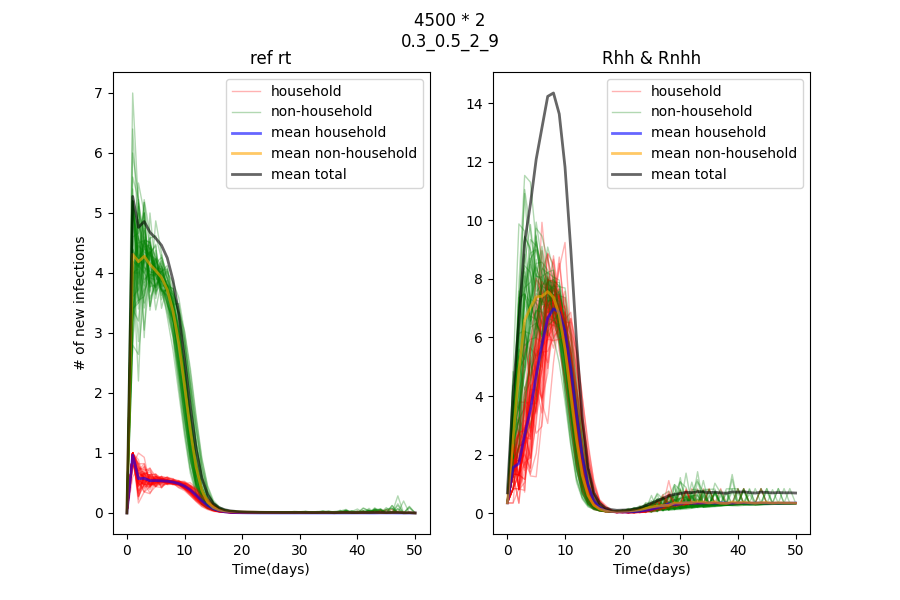 4500 * 2
0.3_0.5_2_9
ref rt
Rhh & Rnhh
household
non-household
mean household
mean non-household
mean total
household
non-household
mean household
mean non-household
mean total
# of new infections
7
6
5
4
3
2
1
0
14
12
10
8
6
4
2
0
0 10 20 30 40 50
0 10 20 30 40 50
Time(days)
Time(days)